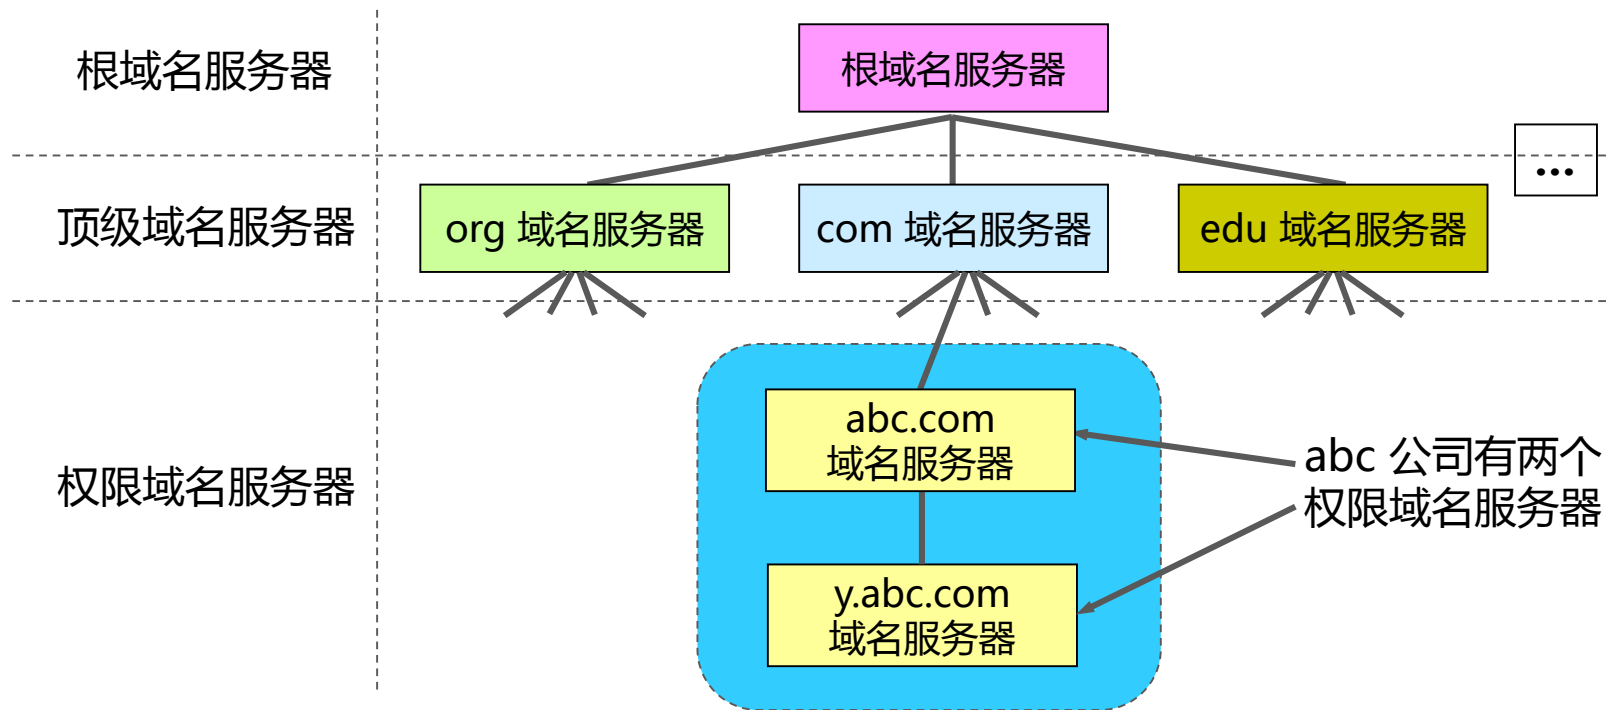 根域名服务器
根域名服务器
...
顶级域名服务器
org 域名服务器
com 域名服务器
edu 域名服务器
abc.com
域名服务器
权限域名服务器
abc 公司有两个
权限域名服务器
y.abc.com
域名服务器